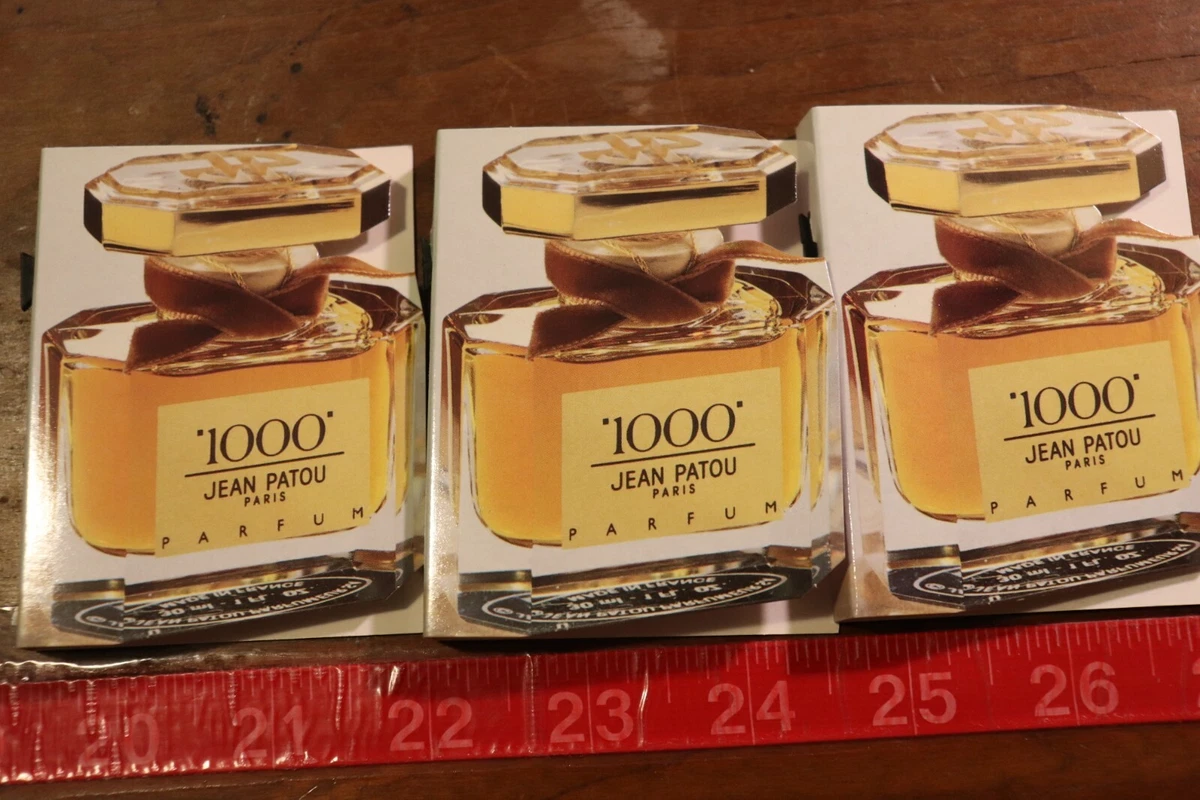 "1000"
JEAN PATOU
PARIS
PARFUM
"1000"
JEAN PATOU
PARIS
PARFUM
"1000"
JEAN PATOU
PARIS
PARFUM
20 21 22 23 24 25 26